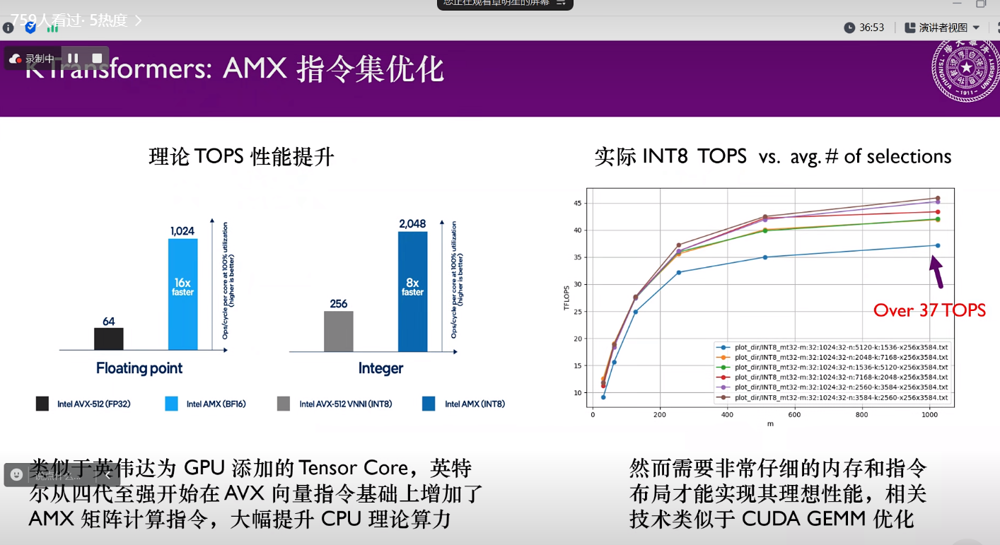 您正在观看章明星的屏幕
759人看过· 5热度
36:53
演讲者视图
录制中
KTransformers: AMX 指令集优化
TSINGHUA UNIVERSITY
-1911-
理论 TOPS 性能提升
实际 INT8 TOPS vs. avg. # of selections
1,024
16x
faster
64
Ops/cycle per core at 100% utilization
(higher is better)
Floating point
2,048
8x
faster
256
Ops/cycle per core at 100% utilization
(higher is better)
Integer
Intel AVX-512 (FP32)
Intel AMX (BF16)
Intel AVX-512 VNNI (INT8)
Intel AMX (INT8)
TFLOPS
45
40
35
30
25
20
15
10
0
200
400
600
800
1000
m
Over 37 TOPS
plot_dir/INT8_mt32-m:32:1024:32-n:5120-k:1536-x256x3584.txt
plot_dir/INT8_mt32-m:32:1024:32-n:2048-k:7168-x256x3584.txt
plot_dir/INT8_mt32-m:32:1024:32-n:1536-k:5120-x256x3584.txt
plot_dir/INT8_mt32-m:32:1024:32-n:7168-k:2048-x256x3584.txt
plot_dir/INT8_mt32-m:32:1024:32-n:2560-k:3584-x256x3584.txt
plot_dir/INT8_mt32-m:32:1024:32-n:3584-k:2560-x256x3584.txt
类似于英伟达为 GPU 添加的 Tensor Core，英特
尔从四代至强开始在 AVX 向量指令基础上增加了
AMX 矩阵计算指令，大幅提升 CPU 理论算力
说点什么...
然而需要非常仔细的内存和指令
布局才能实现其理想性能，相关
技术类似于 CUDA GEMM 优化